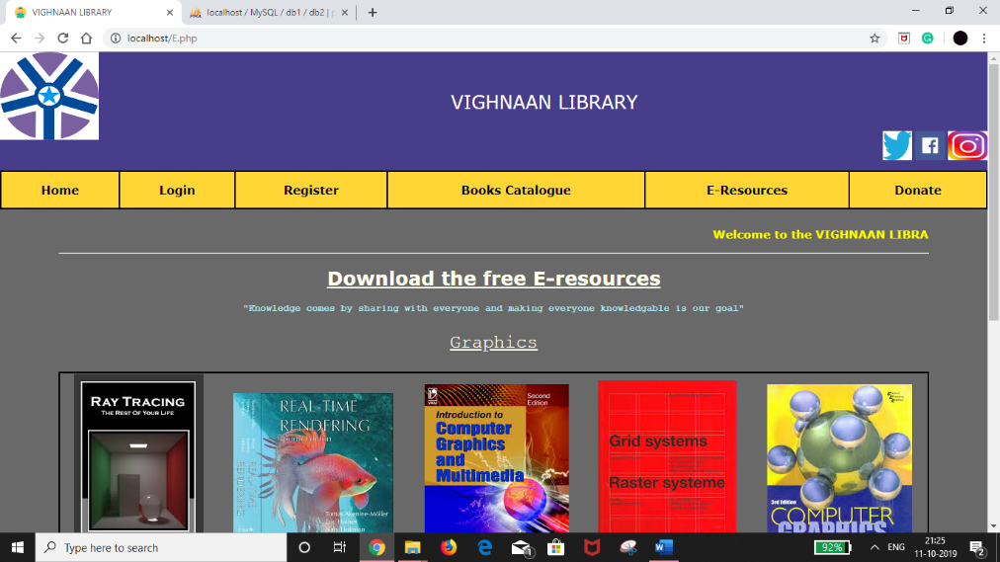 VIGHNAAN LIBRARY
localhost / MySQL / db1 / db2 | p
localhost/E.php
VIGHNAAN LIBRARY
Home Login Register Books Catalogue E-Resources Donate
Welcome to the VIGHNAAN LIBRA
Download the free E-resources
"Knowledge comes by sharing with everyone and making everyone knowledgable is our goal"
Graphics
RAY TRACING
THE REST OF YOUR LIFE
REAL-TIME
RENDERING
Tomas Akenine-Möller
Eric Haines
Naty Hoffman
Second
Edition
Introduction to
Computer
Graphics
and
Multimedia
Grid systems
Raster systeme
3rd Edition
COMPUTER
GRAPHICS
Type here to search
1
W
92%
ENG
21:25
11-10-2019
2